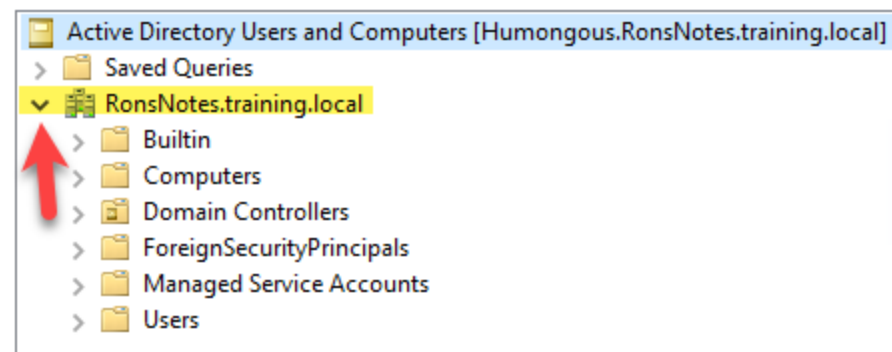 Active Directory Users and Computers [Humongous.RonsNotes.training.local]
Saved Queries
RonsNotes.training.local
Builtin
Computers
Domain Controllers
ForeignSecurityPrincipals
Managed Service Accounts
Users